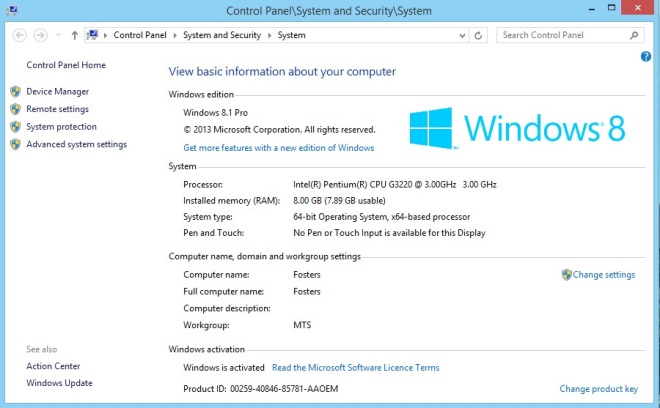 Control Panel\System and Security\System
Control Panel System and Security System
Search Control Panel
Control Panel Home
Device Manager
Remote settings
System protection
Advanced system settings
See also
Action Center
Windows Update
View basic information about your computer
Windows edition
Windows 8.1 Pro
© 2013 Microsoft Corporation. All rights reserved.
Get more features with a new edition of Windows
Windows 8
System
Processor: Intel(R) Pentium(R) CPU G3220 @ 3.00GHz 3.00 GHz
Installed memory (RAM): 8.00 GB (7.89 GB usable)
System type: 64-bit Operating System, x64-based processor
Pen and Touch: No Pen or Touch Input is available for this Display
Computer name, domain and workgroup settings
Computer name: Fosters
Change settings
Full computer name: Fosters
Computer description:
Workgroup: MTS
Windows activation
Windows is activated Read the Microsoft Software Licence Terms
Product ID: 00259-40846-85781-AAOEM
Change product key